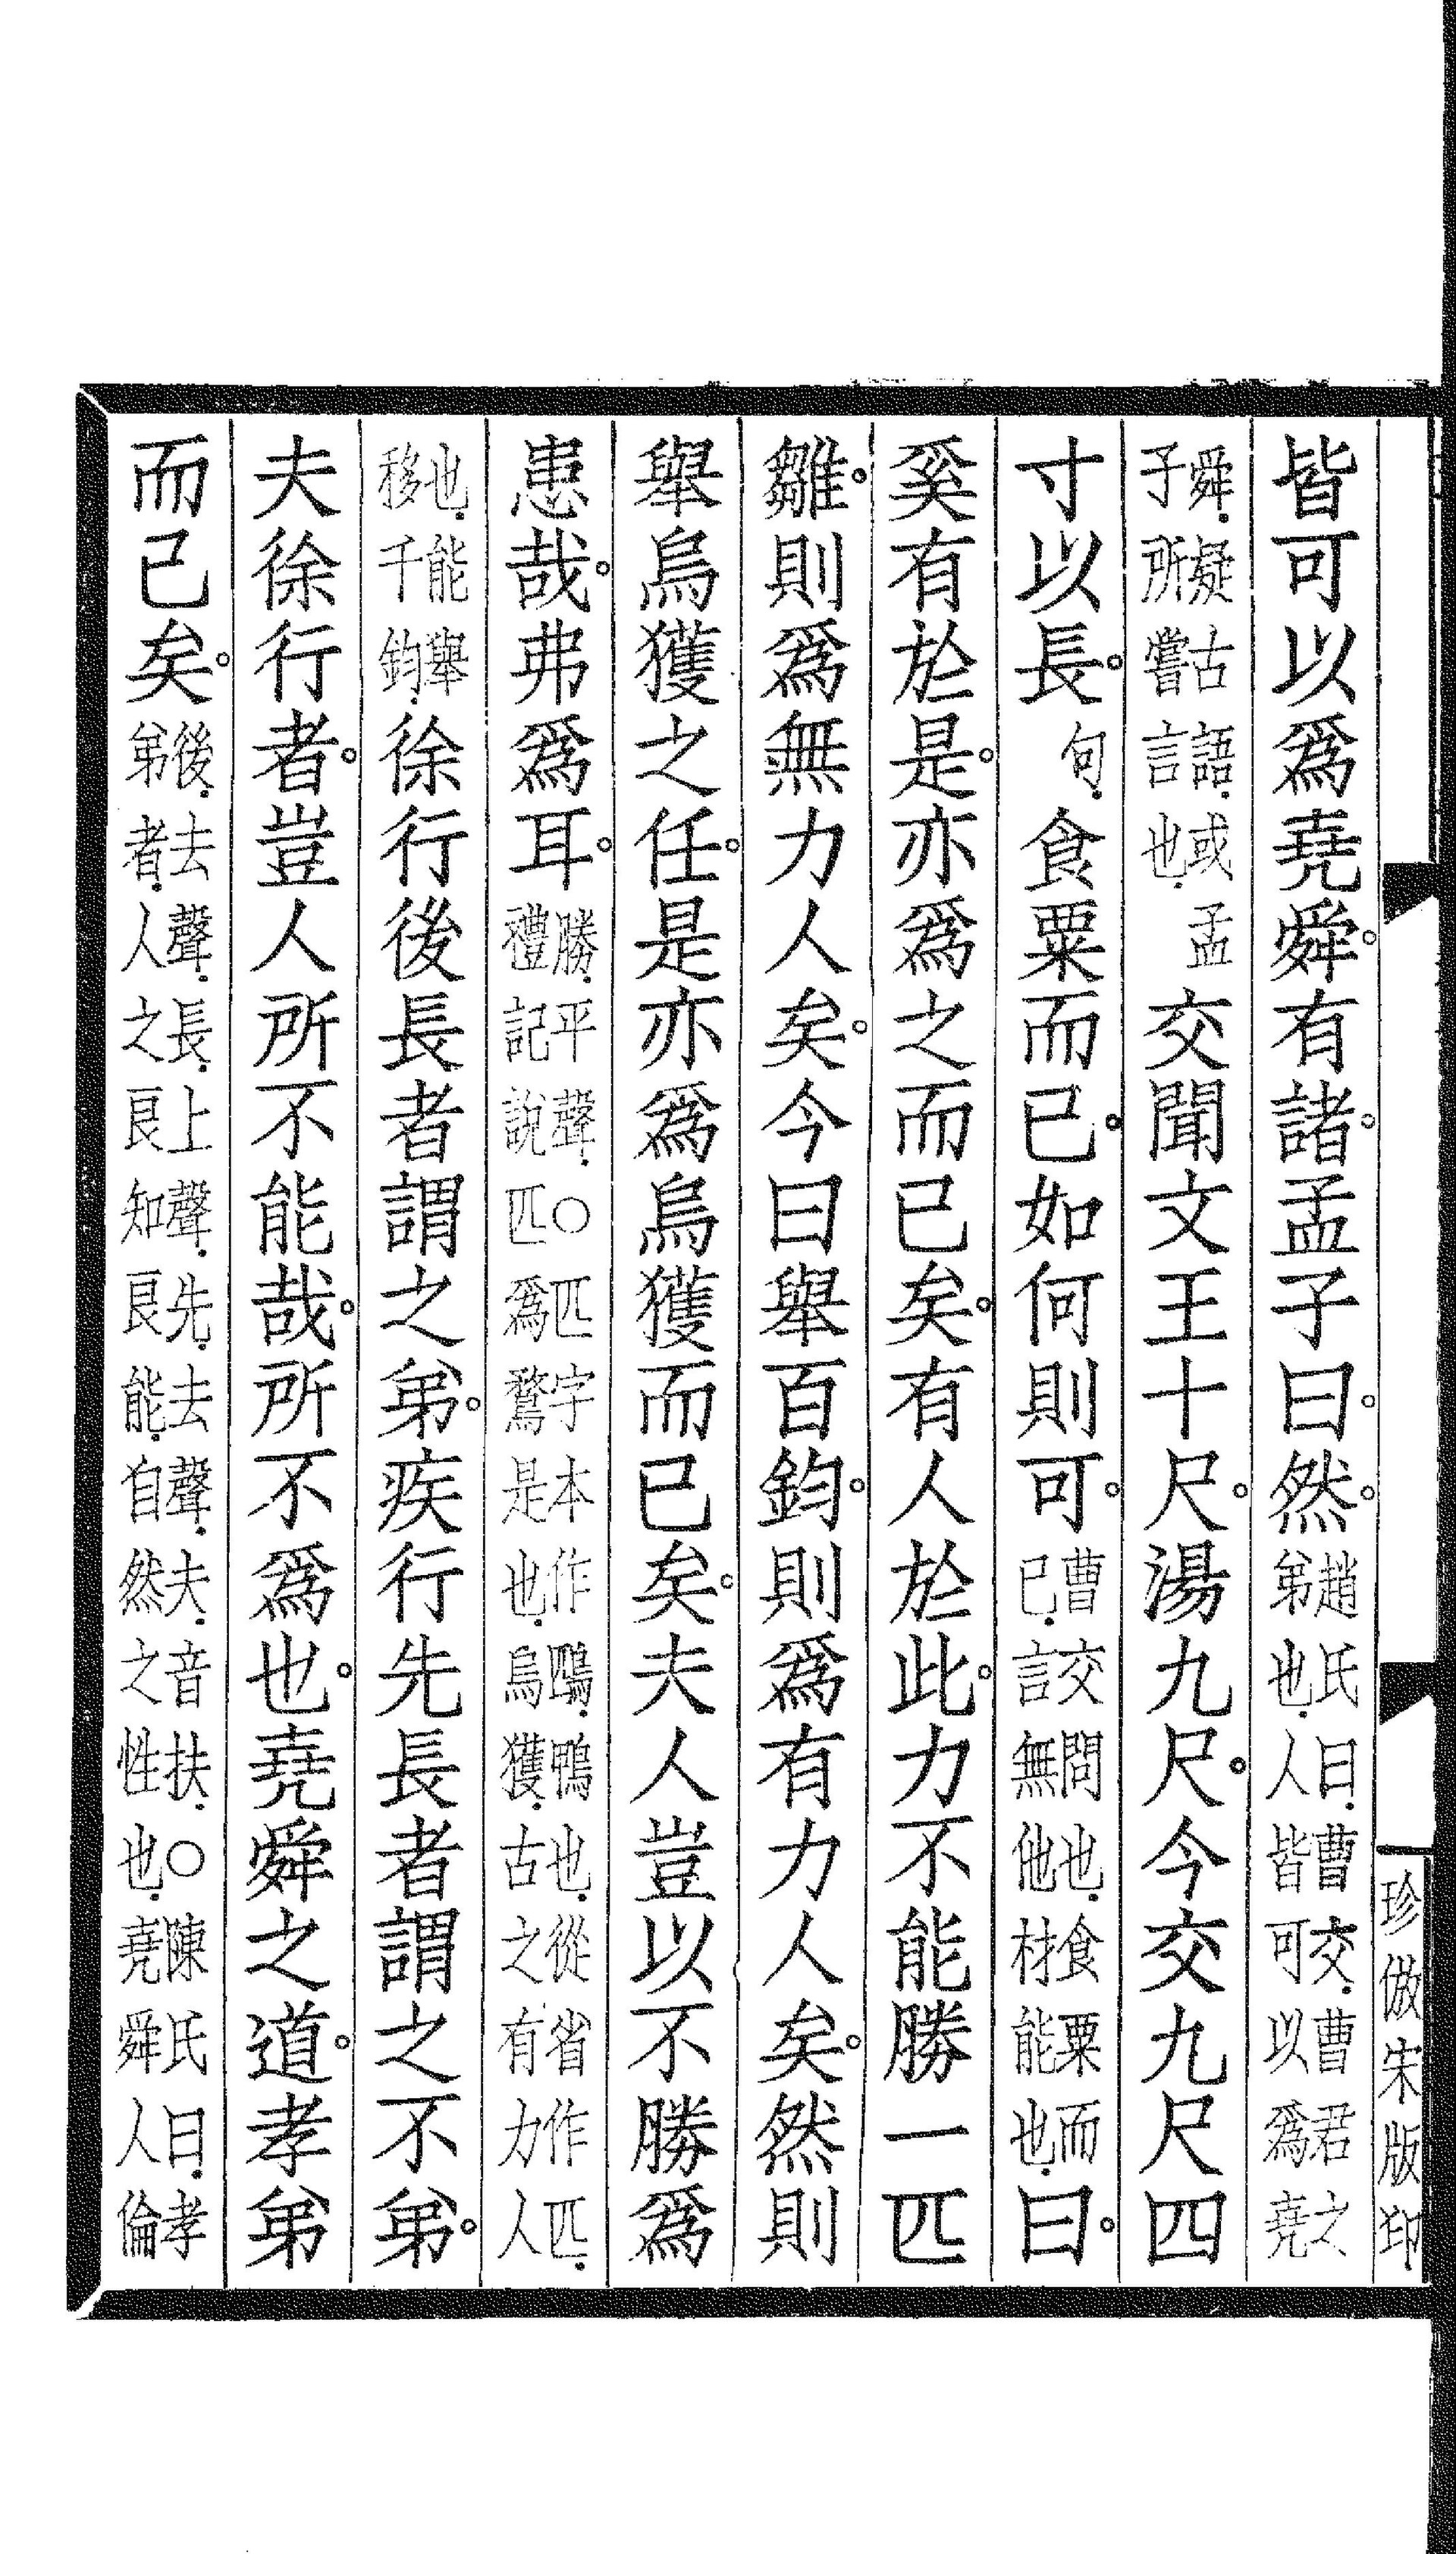 珍倣宋版印
皆可以爲堯舜。有諸。孟子曰。然。趙氏曰.曹交.曹君之弟也.人皆可以爲堯
舜.疑古語.或孟子所嘗言也.交聞文王十尺。湯九尺。今交九尺四
寸以長。句.食粟而已。如何則可。曹交問也.食粟而已.言無他材能也.曰。
奚有於是。亦爲之而已矣。有人於此。力不能勝一匹
雛。則爲無力人矣。今曰舉百鈞。則爲有力人矣。然則
舉烏獲之任。是亦爲烏獲而已矣。夫人豈以不勝爲
患哉。弗爲耳。勝.平聲.○匹字本作鴄.鴨也.從省作匹.禮記說匹爲鶩是也.烏獲.古之有力人
也.能舉移千鈞.徐行後長者謂之弟。疾行先長者謂之不弟。
夫徐行者。豈人所不能哉。所不爲也。堯舜之道。孝弟
而已矣。後.去聲.長.上聲.先.去聲.夫.音扶.○陳氏曰.孝弟者.人之良知良能.自然之性也.堯舜人倫